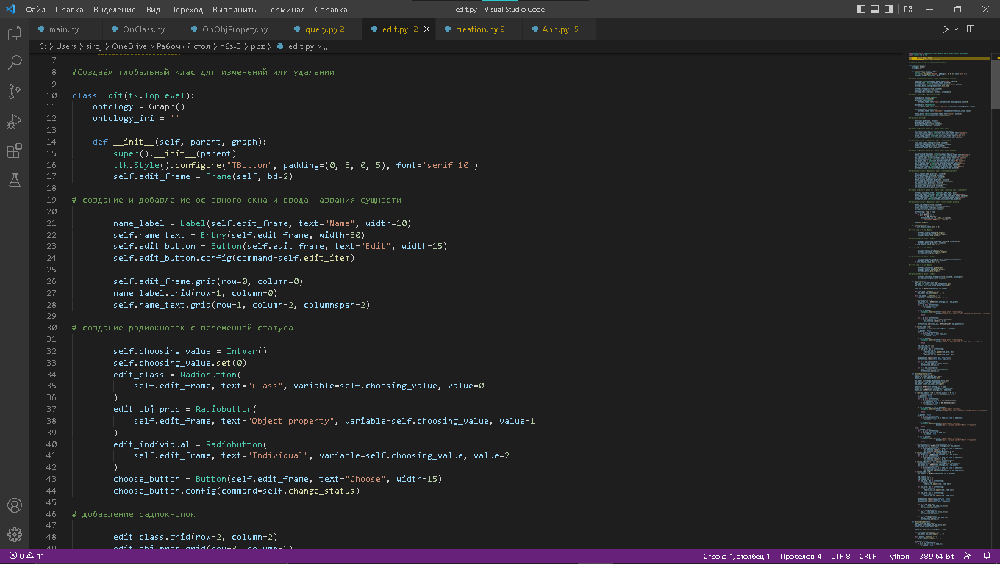 Файл Правка Выделение Вид Переход Выполнить Терминал Справка
edit.py - Visual Studio Code
main.py OnClass.py OnObjPropety.py query.py 2 edit.py 2 creation.py 2 App.py 5
C: > Users > siroj > OneDrive > Рабочий стол > пбз-3 > pbz > edit.py > ...
7
8 #Создаём глобальный клас для изменений или удалении
9
10 class Edit(tk.Toplevel):
11 ontology = Graph()
12 ontology_iri = ''
13
14 def __init__(self, parent, graph):
15 super().__init__(parent)
16 ttk.Style().configure("TButton", padding=(0, 5, 0, 5), font='serif 10')
17 self.edit_frame = Frame(self, bd=2)
18
19 # создание и добавление основного окна и ввода названия сущности
20
21 name_label = Label(self.edit_frame, text="Name", width=10)
22 self.name_text = Entry(self.edit_frame, width=30)
23 self.edit_button = Button(self.edit_frame, text="Edit", width=15)
24 self.edit_button.config(command=self.edit_item)
25
26 self.edit_frame.grid(row=0, column=0)
27 name_label.grid(row=1, column=0)
28 self.name_text.grid(row=1, column=2, columnspan=2)
29
30 # создание радиокнопок с переменной статуса
31
32 self.choosing_value = IntVar()
33 self.choosing_value.set(0)
34 edit_class = Radiobutton(
35 self.edit_frame, text="Class", variable=self.choosing_value, value=0
36 )
37 edit_obj_prop = Radiobutton(
38 self.edit_frame, text="Object property", variable=self.choosing_value, value=1
39 )
40 edit_individual = Radiobutton(
41 self.edit_frame, text="Individual", variable=self.choosing_value, value=2
42 )
43 choose_button = Button(self.edit_frame, text="Choose", width=15)
44 choose_button.config(command=self.change_status)
45
46 # добавление радиокнопок
47
48 edit_class.grid(row=2, column=2)
49 edit_obj_prop.grid(row=3, column=2)
0 11 Строка 1, столбец 1 Пробелов: 4 UTF-8 CRLF Python 3.8.9 64-bit